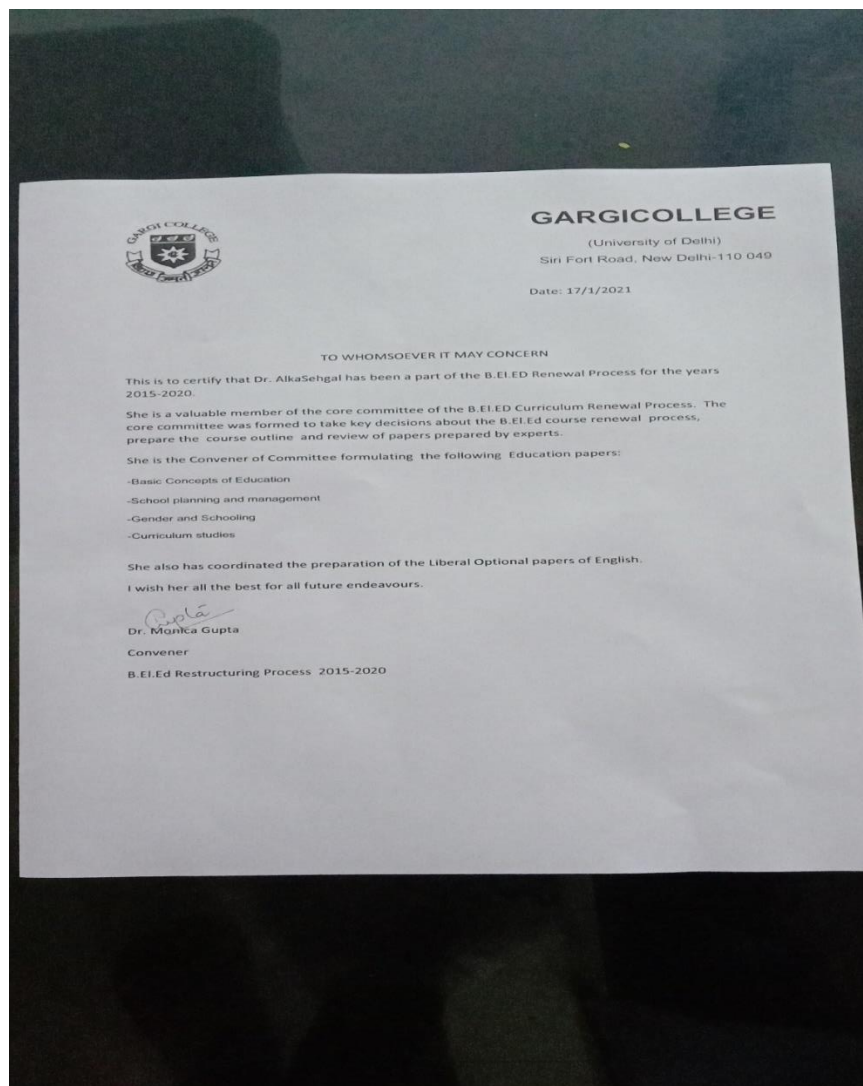 GARGI COLLEGE
GARGICOLLEGE
(University of Delhi)
Siri Fort Road, New Delhi-110 049
Date: 17/1/2021
TO WHOMSOEVER IT MAY CONCERN
This is to certify that Dr. AlkaSehgal has been a part of the B.El.ED Renewal Process for the years
2015-2020.
She is a valuable member of the core committee of the B.El.ED Curriculum Renewal Process. The
core committee was formed to take key decisions about the B.El.Ed course renewal process,
prepare the course outline and review of papers prepared by experts.
She is the Convener of Committee formulating the following Education papers:
-Basic Concepts of Education
-School planning and management
-Gender and Schooling
-Curriculum studies
She also has coordinated the preparation of the Liberal Optional papers of English.
I wish her all the best for all future endeavours.
Gupta
Dr. Monica Gupta
Convener
B.El.Ed Restructuring Process 2015-2020